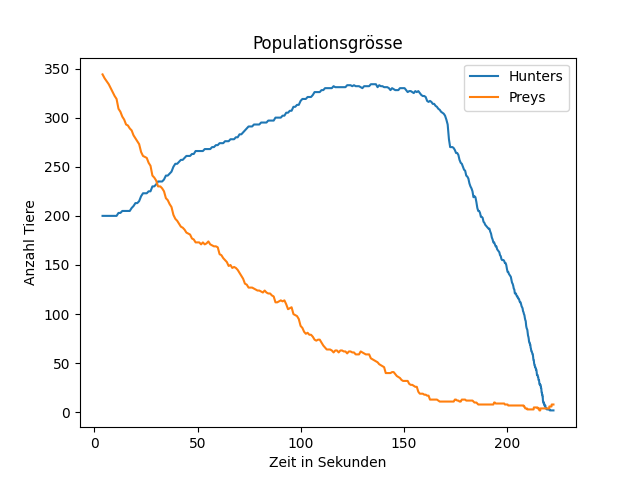 Populationsgrösse
Hunters
Preys
350
300
250
200
150
100
50
0
Anzahl Tiere
0 50 100 150 200
Zeit in Sekunden